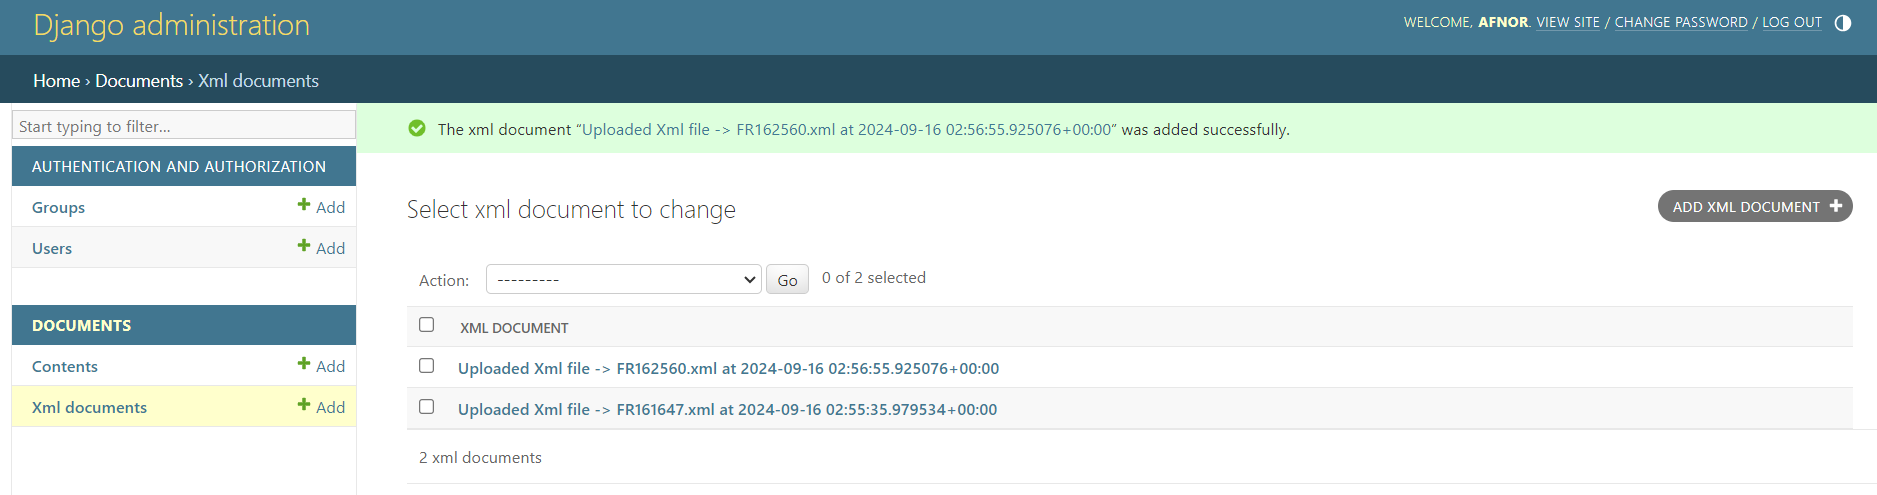 Django administration
WELCOME, AFNOR. VIEW SITE / CHANGE PASSWORD / LOG OUT
Home › Documents › Xml documents
Start typing to filter...
AUTHENTICATION AND AUTHORIZATION
Groups
Add
Users
Add
DOCUMENTS
Contents
Add
Xml documents
Add
The xml document “Uploaded Xml file -> FR162560.xml at 2024-09-16 02:56:55.925076+00:00” was added successfully.
Select xml document to change
ADD XML DOCUMENT
Action: --------- Go 0 of 2 selected
XML DOCUMENT
Uploaded Xml file -> FR162560.xml at 2024-09-16 02:56:55.925076+00:00
Uploaded Xml file -> FR161647.xml at 2024-09-16 02:55:35.979534+00:00
2 xml documents